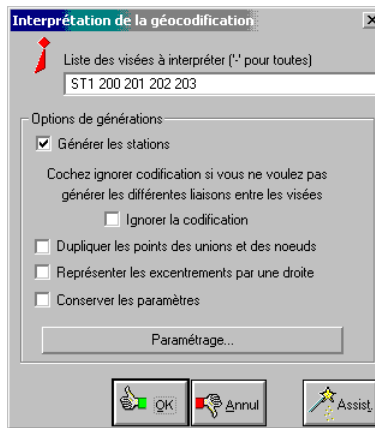 Interprétation de la géocodification
Liste des visées à interpréter ('-' pour toutes)
ST1 200 201 202 203
Options de générations
Générer les stations
Cochez ignorer codification si vous ne voulez pas
générer les différentes liaisons entre les visées
Ignorer la codification
Dupliquer les points des unions et des noeuds
Représenter les excentrements par une droite
Conserver les paramètres
Paramétrage...
OK Annul Assist.